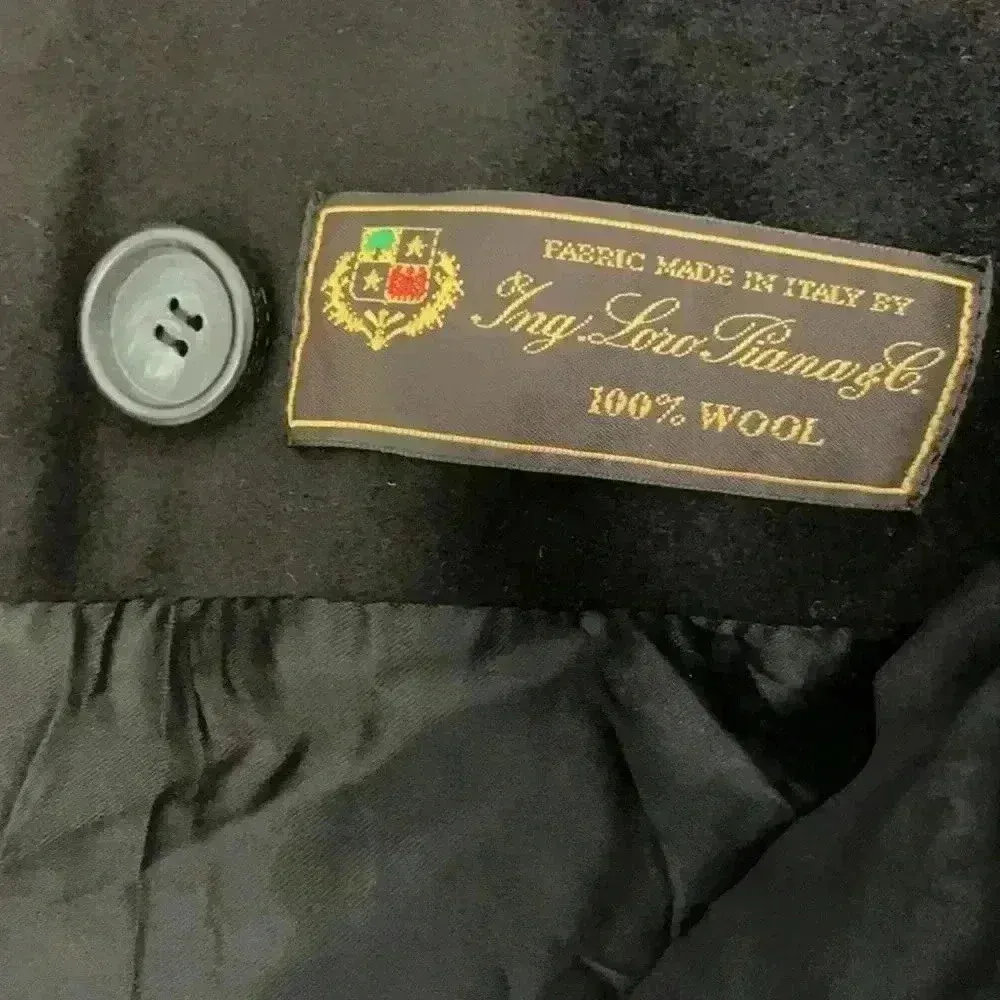 FABRIC MADE IN ITALY BY
Ing. Loro Piana & C.
100% WOOL